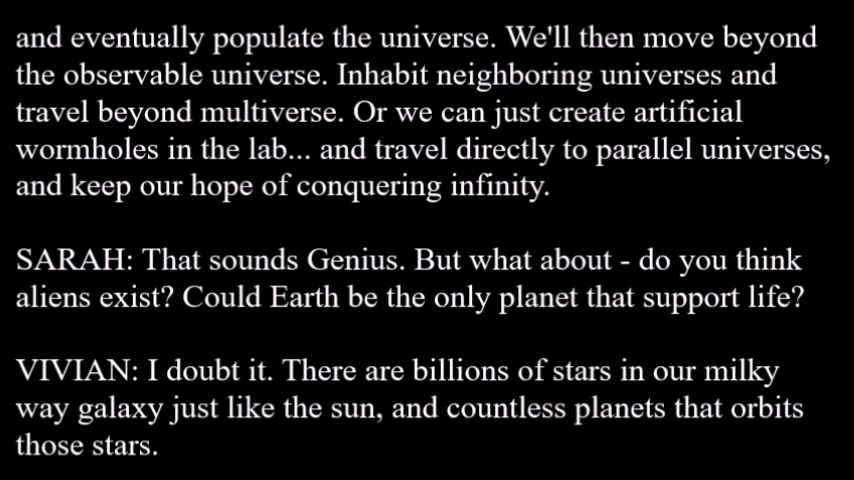 and eventually populate the universe. We'll then move beyond
the observable universe. Inhabit neighboring universes and
travel beyond multiverse. Or we can just create artificial
wormholes in the lab... and travel directly to parallel universes,
and keep our hope of conquering infinity.
SARAH: That sounds Genius. But what about - do you think
aliens exist? Could Earth be the only planet that support life?
VIVIAN: I doubt it. There are billions of stars in our milky
way galaxy just like the sun, and countless planets that orbits
those stars.